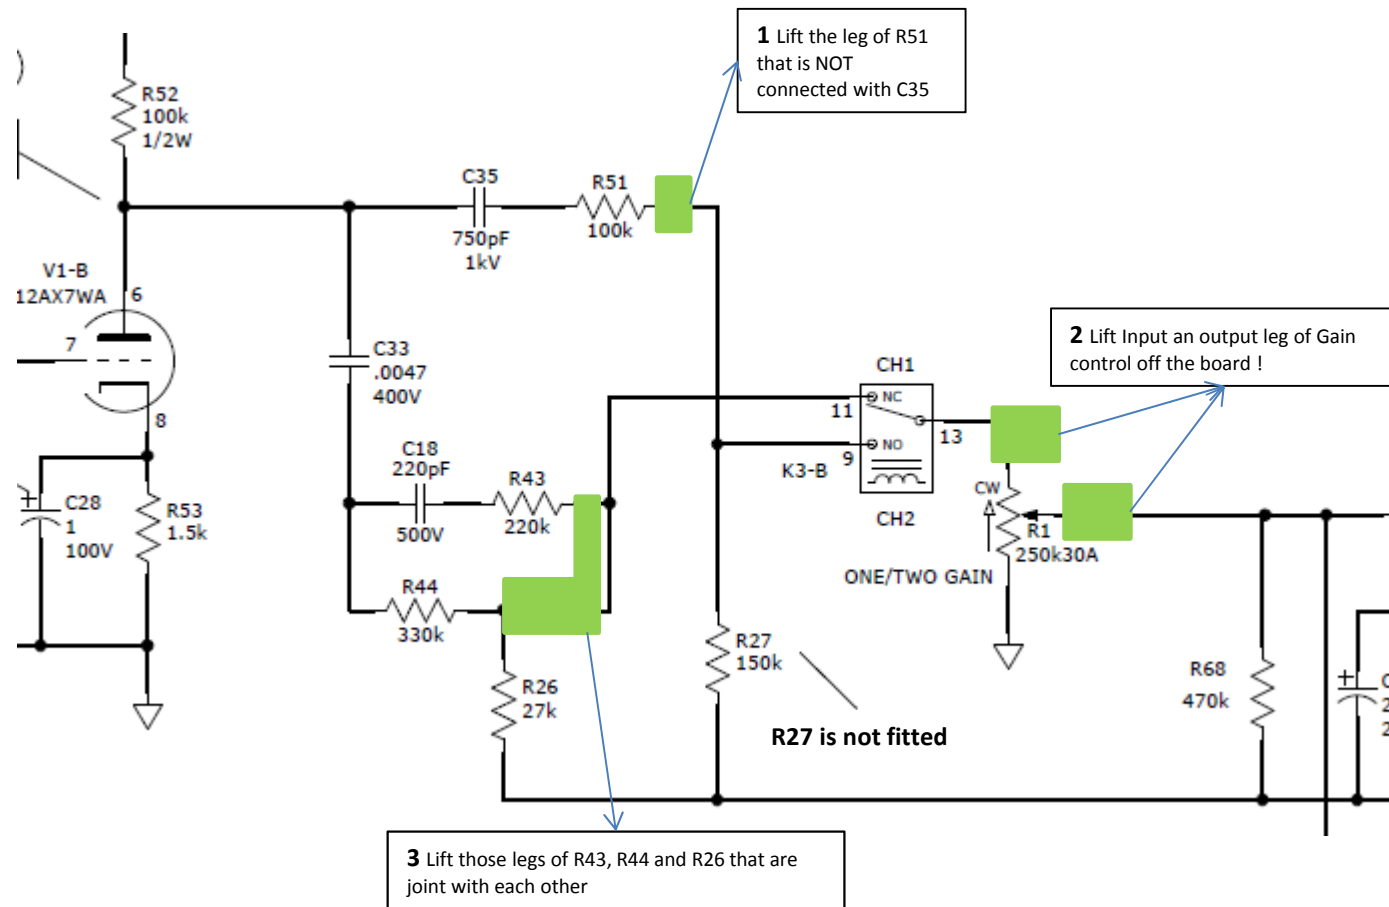 1 Lift the leg of R51
that is NOT
connected with C35
R52
100k
1/2W
C35
750pF
1kV
R51
100k
V1-B
12AX7WA
6
7
8
C33
.0047
400V
2 Lift Input an output leg of Gain
control off the board !
CH1
NC
11
13
NO
9
K3-B
CH2
C18
220pF
500V
R43
220k
CW
R1
250k30A
ONE/TWO GAIN
+
C28
1
100V
R53
1.5k
R44
330k
R26
27k
R27
150k
R27 is not fitted
R68
470k
+
2
2
3 Lift those legs of R43, R44 and R26 that are
joint with each other